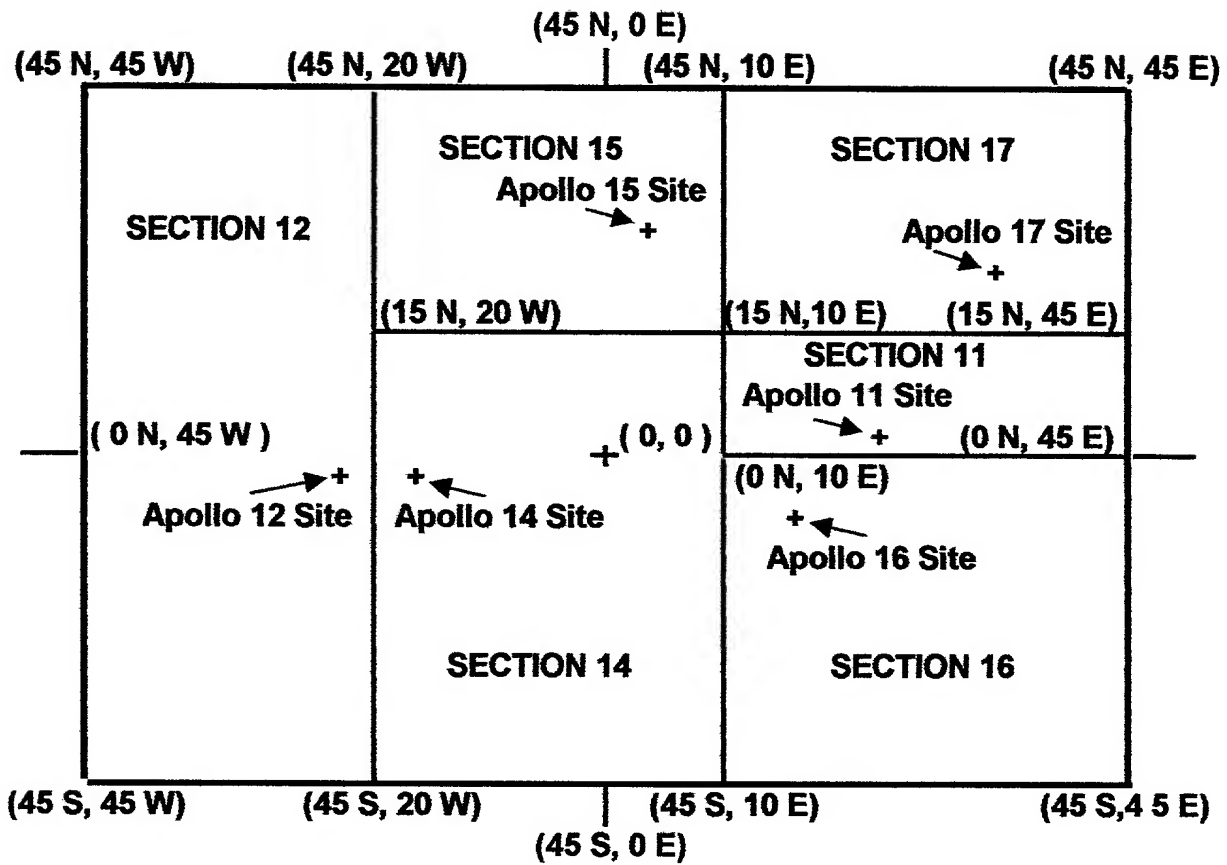 (45 N, 0 E)
(45 N, 45 W)
(45 N, 20 W)
(45 N, 10 E)
(45 N, 45 E)
SECTION 15
SECTION 17
Apollo 15 Site
SECTION 12
Apollo 17 Site
(15 N, 20 W)
(15 N,10 E)
(15 N, 45 E)
SECTION 11
Apollo 11 Site
( 0 N, 45 W )
( 0, 0 )
(0 N, 45 E)
(0 N, 10 E)
Apollo 12 Site
Apollo 14 Site
Apollo 16 Site
SECTION 14
SECTION 16
(45 S, 45 W)
(45 S, 20 W)
(45 S, 10 E)
(45 S,4 5 E)
(45 S, 0 E)